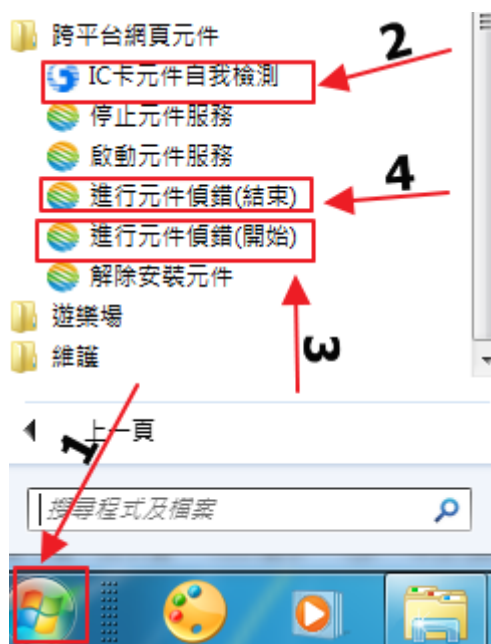 跨平台網頁元件
2
IC卡元件自我檢測
停止元件服務
啟動元件服務
4
進行元件偵錯(結束)
進行元件偵錯(開始)
解除安裝元件
遊樂場
3
維護
1
上一頁
搜尋程式及檔案